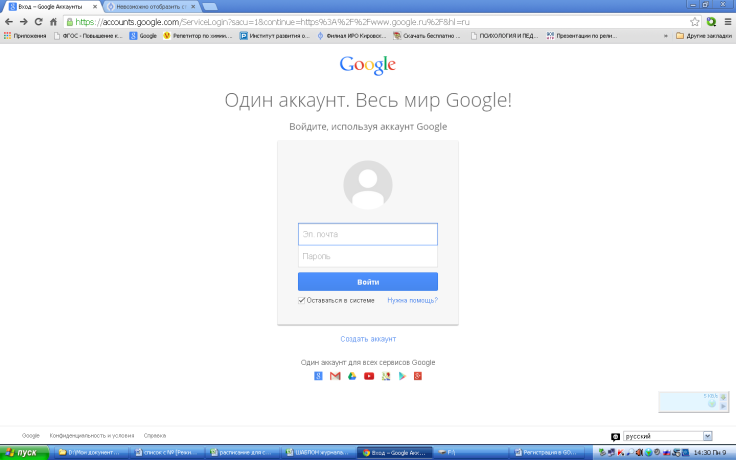 Вход – Google Аккаунты
Невозможно отобразить ст
https://accounts.google.com/ServiceLogin?sacu=1&continue=https%3A%2F%2Fwww.google.ru%2F&hl=ru
Приложения ФГОС - Повышение к... Google Репетитор по химии... Институт развития о... Филиал ИРО Кировск... Скачать бесплатно ... ПСИХОЛОГИЯ И ПЕД... Презентации по рели... » Другие закладки
Google
Один аккаунт. Весь мир Google!
Войдите, используя аккаунт Google
Эл. почта
Пароль
Войти
Оставаться в системе Нужна помощь?
Создать аккаунт
Один аккаунт для всех сервисов Google
Google Конфиденциальность и условия Справка
русский
пуск D:\Мои документ... список с № [Режи... расписание для с... ШАБЛОН журнала... Вход – Google Акк... F:\ Регистрация в GO... 14:30 Пн 9